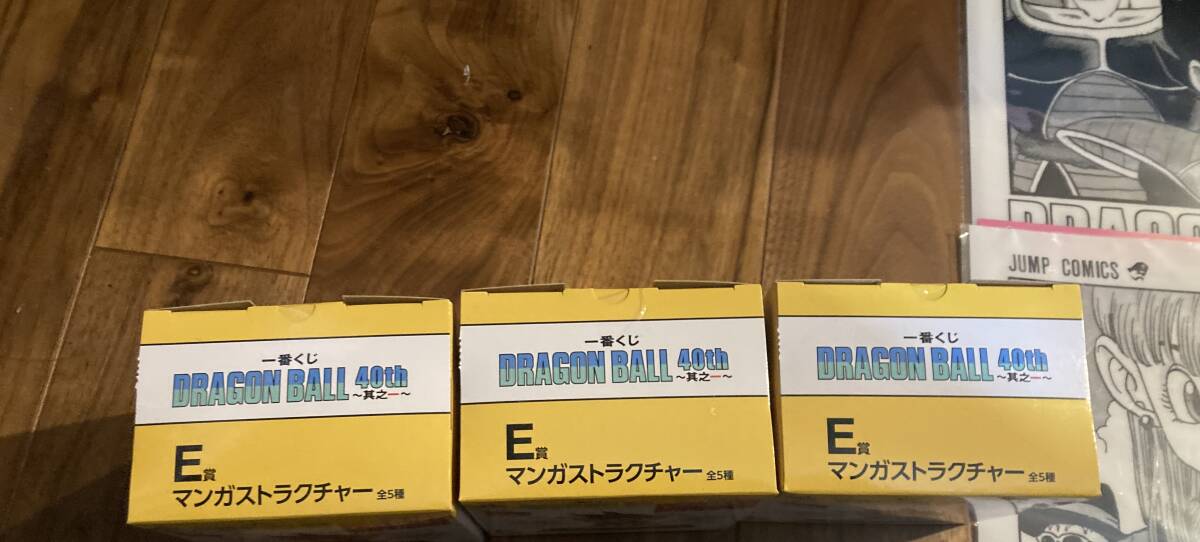 一番くじ
DRAGON BALL 40th
～其之一～
E賞
マンガストラクチャー 全5種
一番くじ
DRAGON BALL 40th
～其之一～
E賞
マンガストラクチャー 全5種
一番くじ
DRAGON BALL 40th
～其之一～
E賞
マンガストラクチャー 全5種
JUMP COMICS